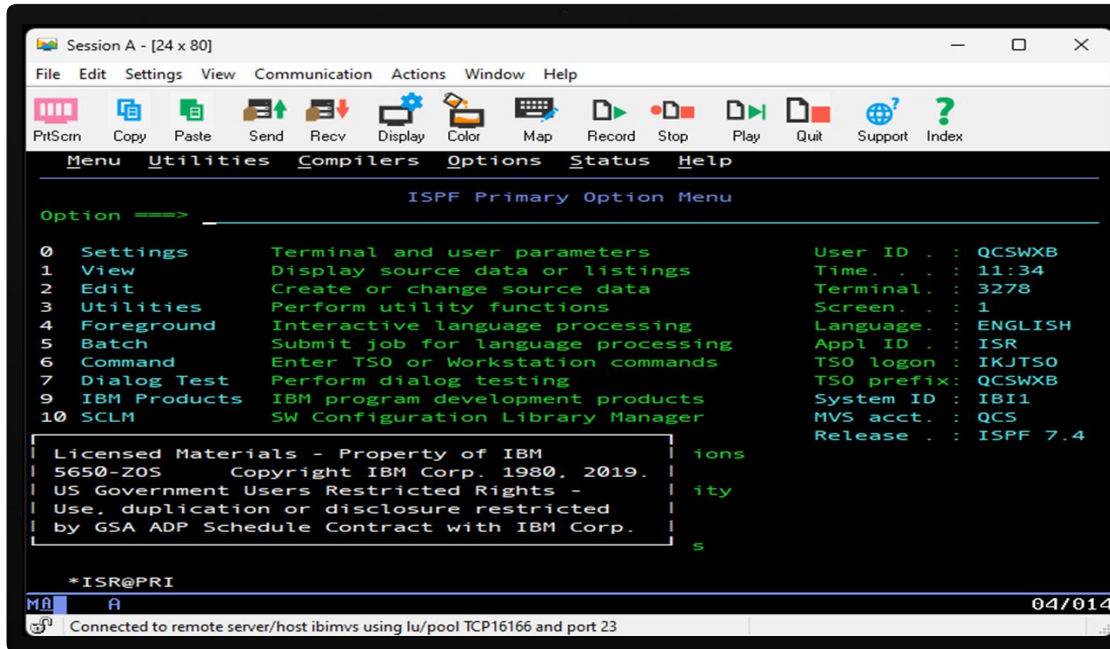 Session A - [24 x 80]
File Edit Settings View Communication Actions Window Help
PrtScrn Copy Paste Send Recv Display Color Map Record Stop Play Quit Support Index
Menu Utilities Compilers Options Status Help
ISPF Primary Option Menu
Option ===>
0 Settings Terminal and user parameters User ID . : QCSWXB
1 View Display source data or listings Time. . . : 11:34
2 Edit Create or change source data Terminal. : 3278
3 Utilities Perform utility functions Screen. . : 1
4 Foreground Interactive language processing Language. : ENGLISH
5 Batch Submit job for language processing Appl ID . : ISR
6 Command Enter TSO or Workstation commands TSO logon : IKJTSO
7 Dialog Test Perform dialog testing TSO prefix: QCSWXB
9 IBM Products IBM program development products System ID : IBI1
10 SCLM SW Configuration Library Manager MVS acct. : QCS
Release . : ISPF 7.4
Licensed Materials - Property of IBM ions
5650-ZOS Copyright IBM Corp. 1980, 2019.
US Government Users Restricted Rights - ity
Use, duplication or disclosure restricted
by GSA ADP Schedule Contract with IBM Corp.
s
*ISR@PRI
MA A 04/014
Connected to remote server/host ibimvs using lu/pool TCP16166 and port 23